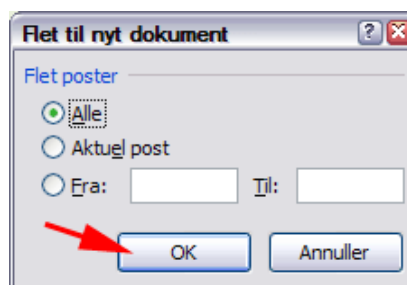 Flet til nyt dokument
Flet poster
Alle
Aktuel post
Fra: Til:
OK Annuller